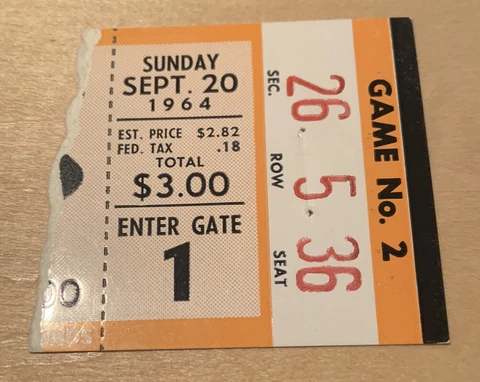 SUNDAY
SEPT. 20
1964
EST. PRICE $2.82
FED. TAX .18
TOTAL
$3.00
ENTER GATE
1
00
GAME No. 2
26 5 36
SEC. ROW SEAT